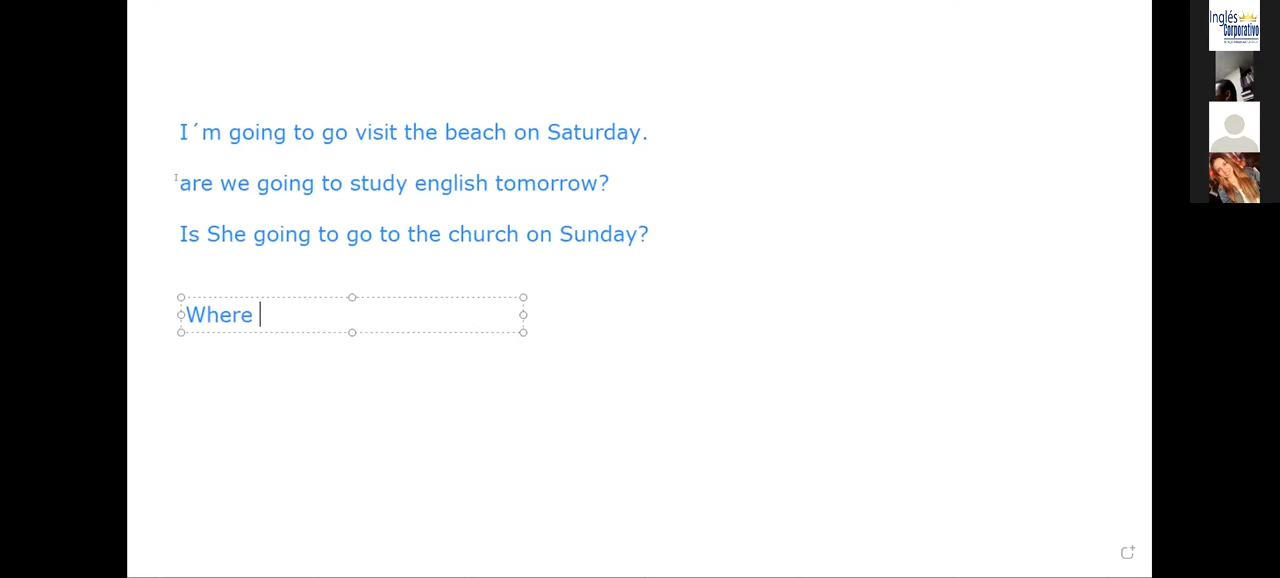 I´m going to go visit the beach on Saturday.
are we going to study english tomorrow?
Is She going to go to the church on Sunday?
Where
Inglés
Corporativo